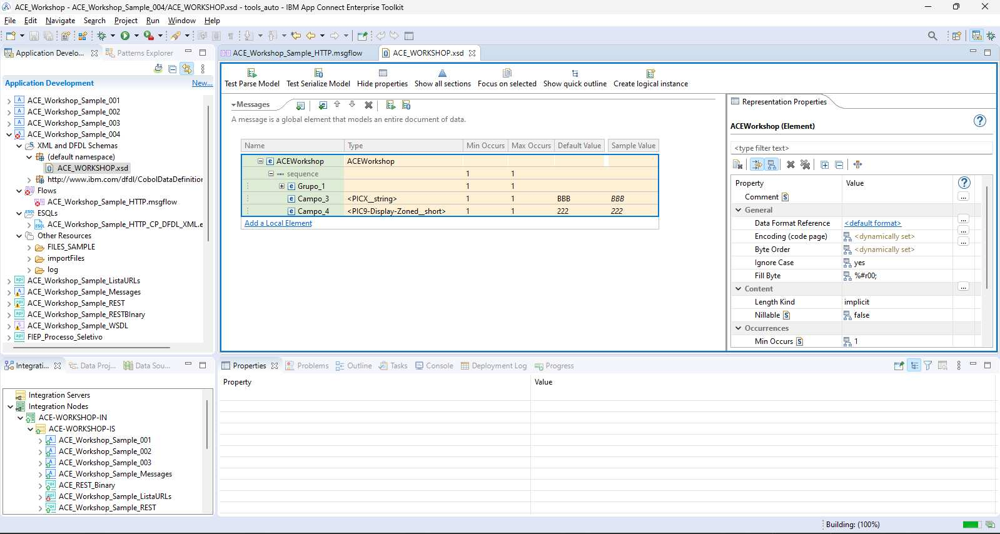 ACE_Workshop - ACE_Workshop_Sample_004/ACE_WORKSHOP.xsd - tools_auto - IBM App Connect Enterprise Toolkit
File Edit Navigate Search Project Run Window Help
Application Develo... Patterns Explorer
Application Development New...
ACE_Workshop_Sample_001
ACE_Workshop_Sample_002
ACE_Workshop_Sample_003
ACE_Workshop_Sample_004
XML and DFDL Schemas
(default namespace)
ACE_WORKSHOP.xsd
http://www.ibm.com/dfdl/CobolDataDefinitior
Flows
ACE_Workshop_Sample_HTTP.msgflow
ESQLs
ACE_Workshop_Sample_HTTP_CP_DFDL_XML.e
Other Resources
FILES_SAMPLE
importFiles
log
ACE_Workshop_Sample_ListaURLs
ACE_Workshop_Sample_Messages
ACE_Workshop_Sample_REST
ACE_Workshop_Sample_RESTBInary
ACE_Workshop_Sample_WSDL
FIEP_Processo_Seletivo
ACE_Workshop_Sample_HTTP.msgflow ACE_WORKSHOP.xsd
Test Parse Model Test Serialize Model Hide properties Show all sections Focus on selected Show quick outline Create logical instance
Messages
A message is a global element that models an entire document of data.
Name Type Min Occurs Max Occurs Default Value Sample Value
ACEWorkshop ACEWorkshop
sequence 1 1
Grupo_1 1 1
Campo_3 <PICX__string> 1 1 BBB BBB
Campo_4 <PIC9-Display-Zoned__short> 1 1 222 222
Add a Local Element
Representation Properties
ACEWorkshop (Element)
<type filter text>
Property Value
Comment
General
Data Format Reference <default format>
Encoding (code page) <dynamically set>
Byte Order <dynamically set>
Ignore Case yes
Fill Byte %#r00;
Content
Length Kind implicit
Nillable false
Occurrences
Min Occurs 1
Integrati... Data Proj... Data Sou...
Integration Servers
Integration Nodes
ACE-WORKSHOP-IN
ACE-WORKSHOP-IS
ACE_Workshop_Sample_001
ACE_Workshop_Sample_002
ACE_Workshop_Sample_003
ACE_Workshop_Sample_Messages
ACE_REST_Binary
ACE_Workshop_Sample_ListaURLs
ACE_Workshop_Sample_REST
Properties Problems Outline Tasks Console Deployment Log Progress
Property Value
Building: (100%)